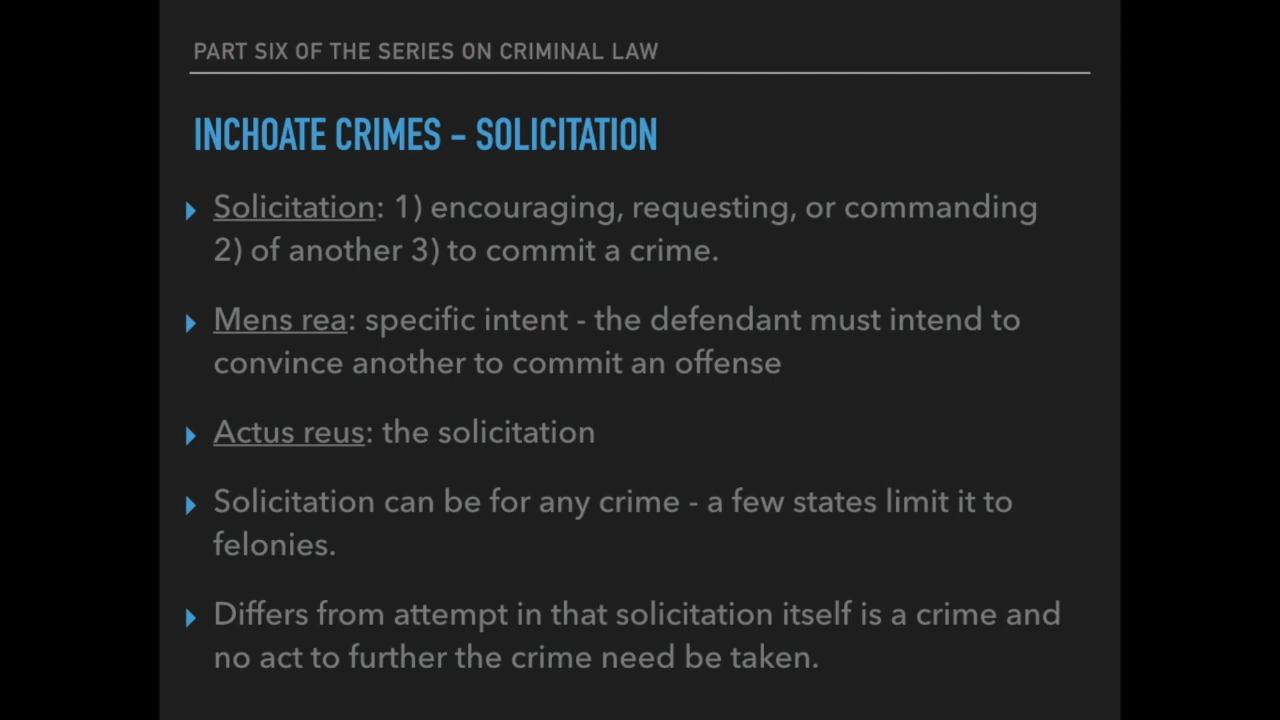 PART SIX OF THE SERIES ON CRIMINAL LAW
INCHOATE CRIMES – SOLICITATION
Solicitation: 1) encouraging, requesting, or commanding
2) of another 3) to commit a crime.
Mens rea: specific intent - the defendant must intend to
convince another to commit an offense
Actus reus: the solicitation
Solicitation can be for any crime - a few states limit it to
felonies.
Differs from attempt in that solicitation itself is a crime and
no act to further the crime need be taken.